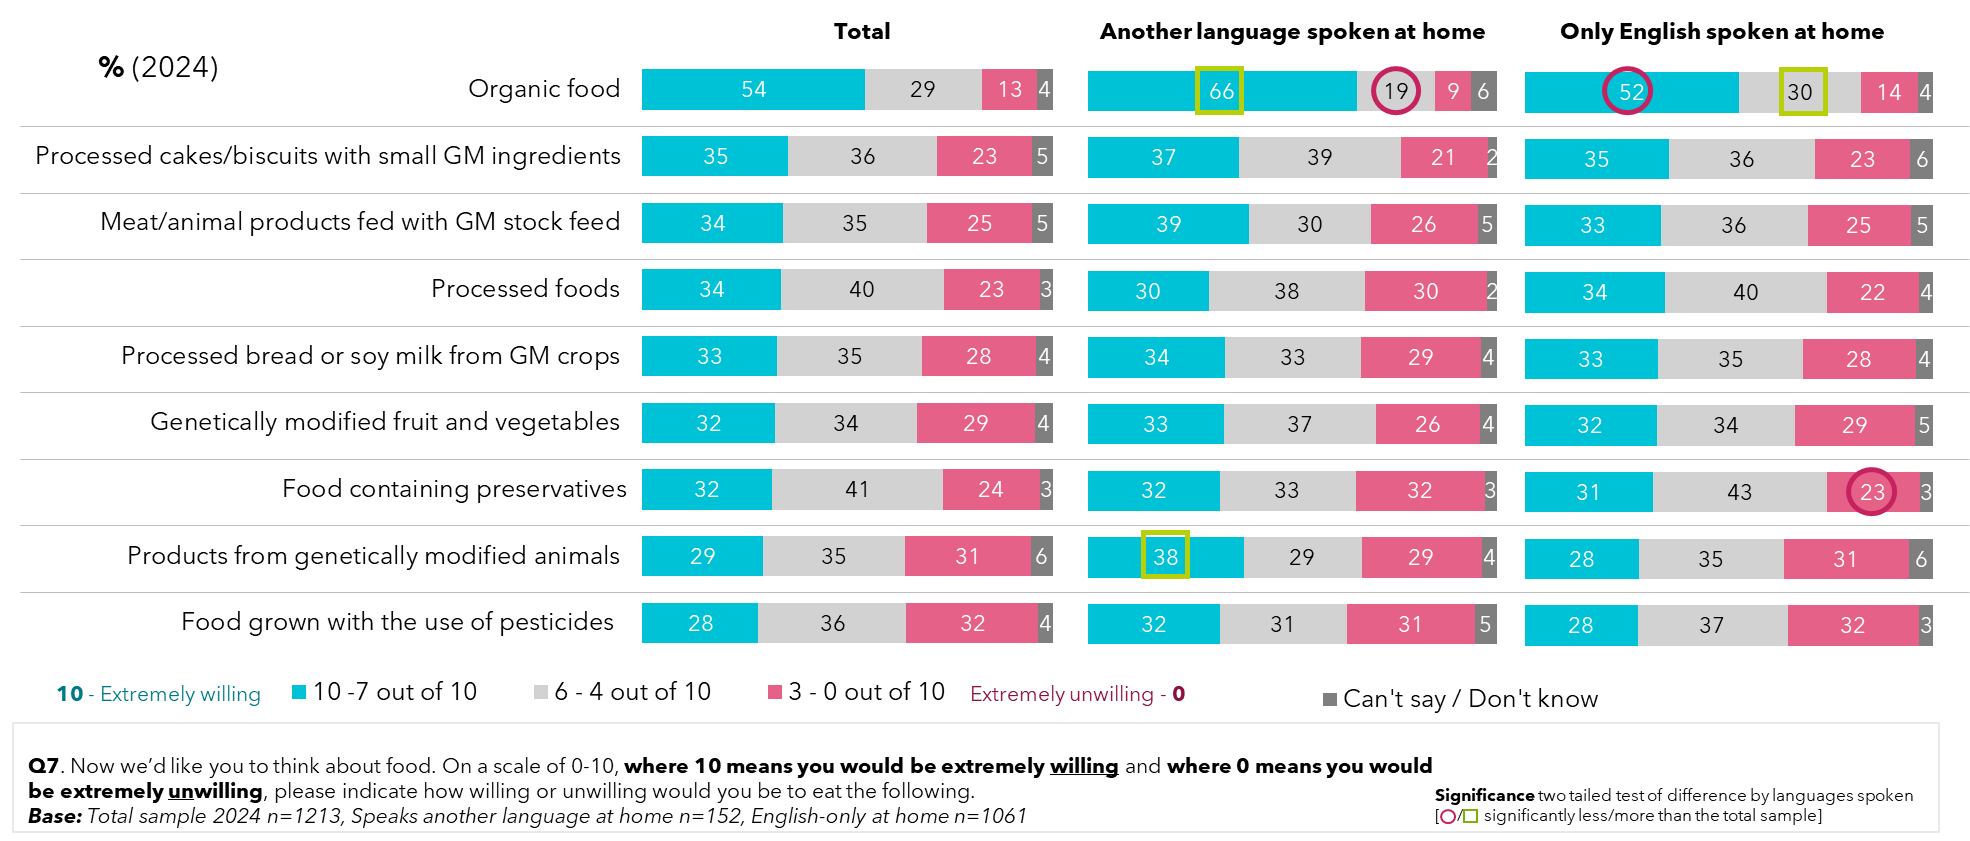 Total Another language spoken at home Only English spoken at home
% (2024)
Organic food 54 29 13 4 66 19 9 6 52 30 14 4
Processed cakes/biscuits with small GM ingredients 35 36 23 5 37 39 21 2 35 36 23 6
Meat/animal products fed with GM stock feed 34 35 25 5 39 30 26 5 33 36 25 5
Processed foods 34 40 23 3 30 38 30 2 34 40 22 4
Processed bread or soy milk from GM crops 33 35 28 4 34 33 29 4 33 35 28 4
Genetically modified fruit and vegetables 32 34 29 4 33 37 26 4 32 34 29 5
Food containing preservatives 32 41 24 3 32 33 32 3 31 43 23 3
Products from genetically modified animals 29 35 31 6 38 29 29 4 28 35 31 6
Food grown with the use of pesticides 28 36 32 4 32 31 31 5 28 37 32 3
10 - Extremely willing 10 -7 out of 10 6 - 4 out of 10 3 - 0 out of 10 Extremely unwilling - 0 Can't say / Don't know
Q7. Now we’d like you to think about food. On a scale of 0-10, where 10 means you would be extremely willing and where 0 means you would
be extremely unwilling, please indicate how willing or unwilling would you be to eat the following.
Base: Total sample 2024 n=1213, Speaks another language at home n=152, English-only at home n=1061
Significance two tailed test of difference by languages spoken
[○/□ significantly less/more than the total sample]